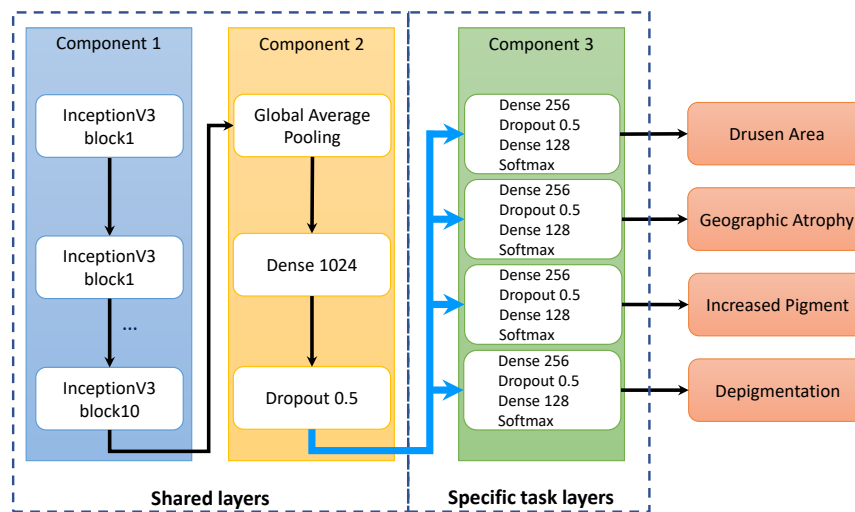 Component 1
InceptionV3
block1
InceptionV3
block1
...
InceptionV3
block10
Component 2
Global Average
Pooling
Dense 1024
Dropout 0.5
Shared layers
Component 3
Dense 256
Dropout 0.5
Dense 128
Softmax
Dense 256
Dropout 0.5
Dense 128
Softmax
Dense 256
Dropout 0.5
Dense 128
Softmax
Dense 256
Dropout 0.5
Dense 128
Softmax
Specific task layers
Drusen Area
Geographic Atrophy
Increased Pigment
Depigmentation